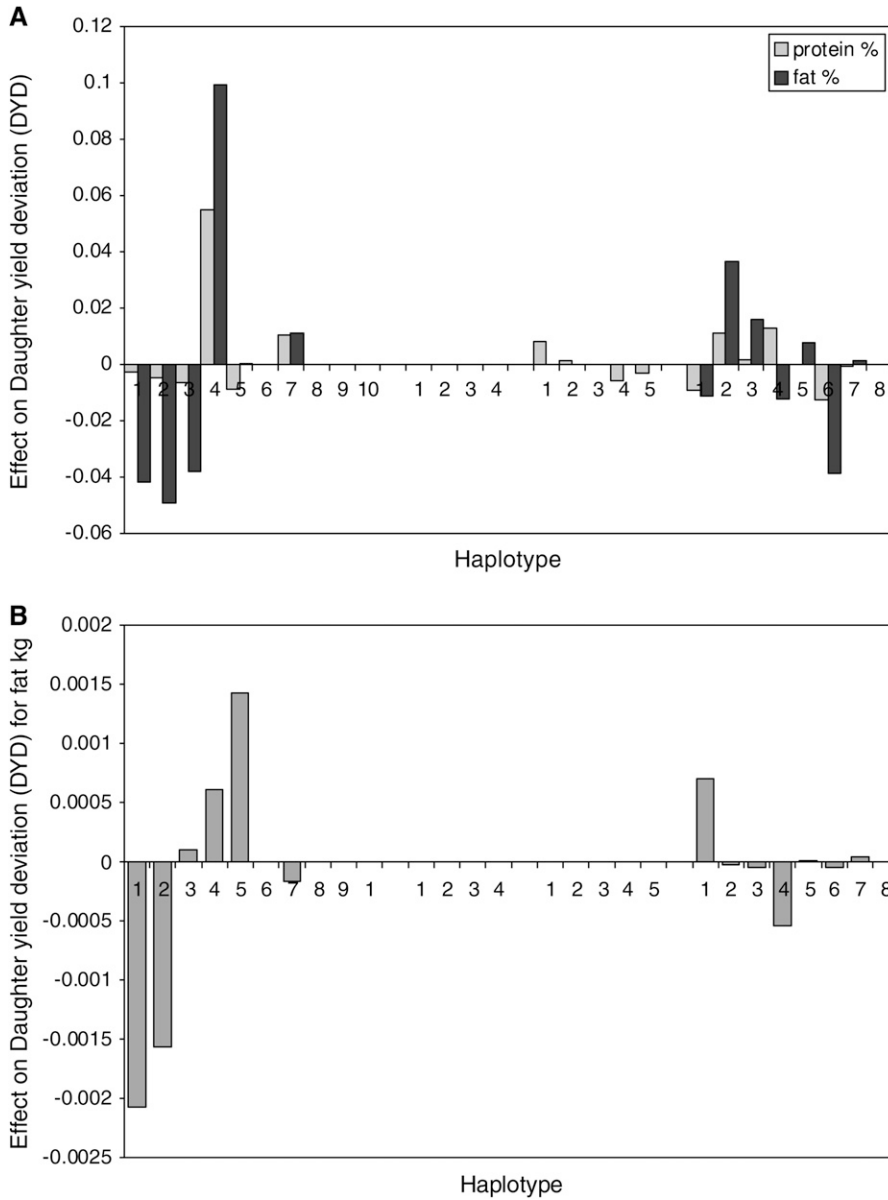 A
Effect on Daughter yield deviation (DYD)
0.12
0.1
0.08
0.06
0.04
0.02
0
-0.02
-0.04
-0.06
protein %
fat %
1 2 3 4 5 6 7 8 9 10 1 2 3 4 1 2 3 4 5 1 2 3 4 5 6 7 8
Haplotype
B
Effect on Daughter yield deviation (DYD) for fat kg
0.002
0.0015
0.001
0.0005
0
-0.0005
-0.001
-0.0015
-0.002
-0.0025
1 2 3 4 5 6 7 8 9 1 1 2 3 4 1 2 3 4 5 1 2 3 4 5 6 7 8
Haplotype